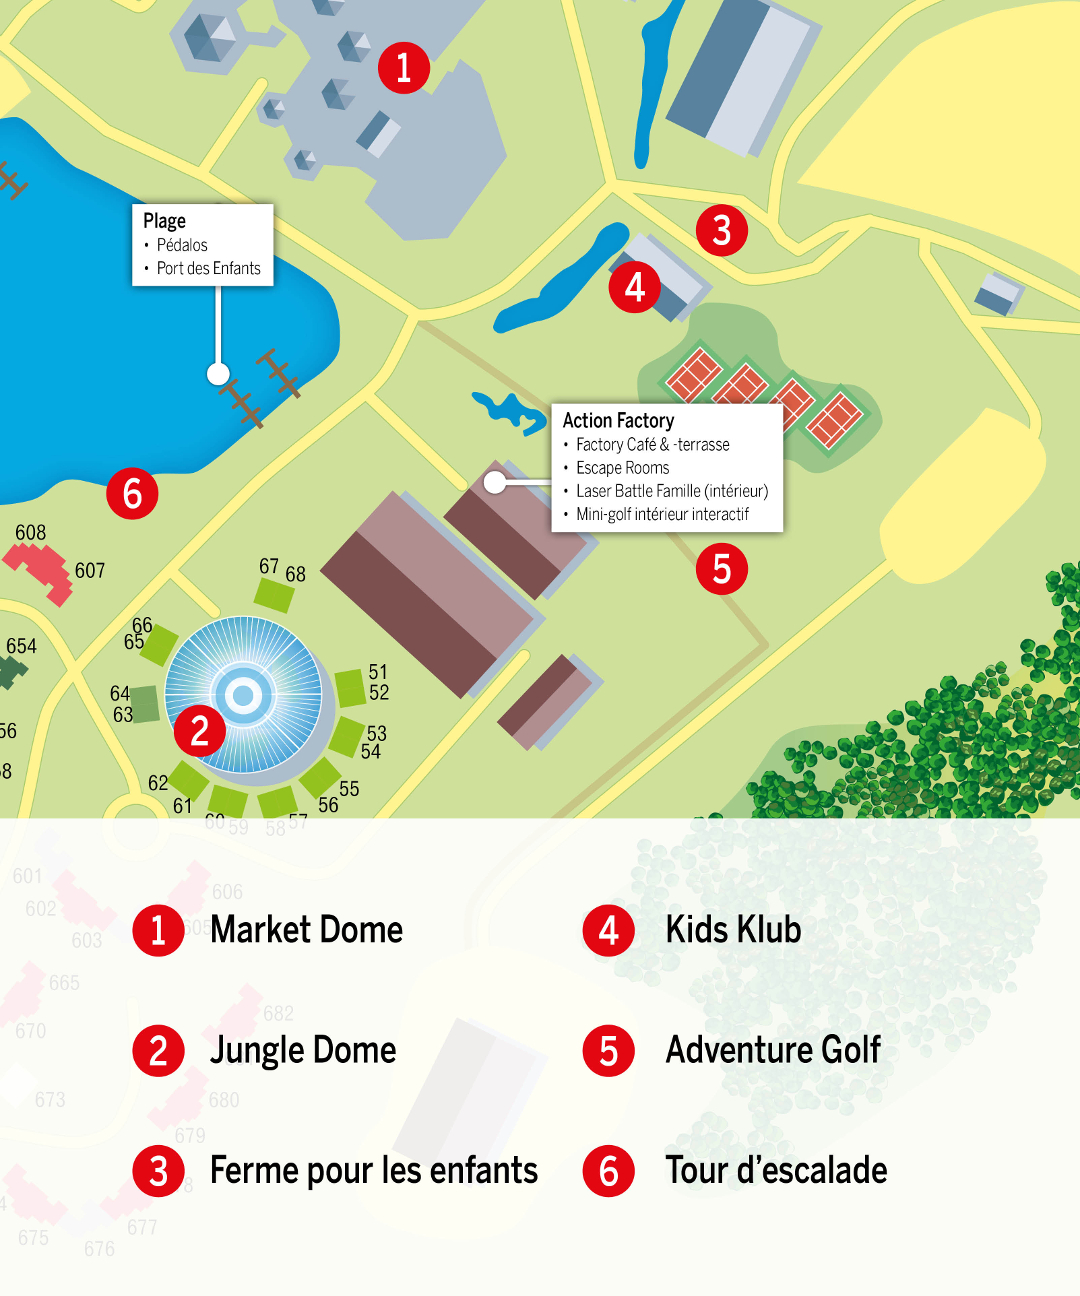 1
3
Plage
• Pédalos
• Port des Enfants
4
Action Factory
• Factory Café & -terrasse
• Escape Rooms
• Laser Battle Famille (intérieur)
• Mini-golf intérieur interactif
6
608
607
5
67 68
66
65
654
51
52
64
63
2
53
54
56
58
62
61
55
56
60 59 58 57
601
602
603
605
606
1 Market Dome
4 Kids Klub
665
670
682
2 Jungle Dome
5 Adventure Golf
673
680
679
3 Ferme pour les enfants
6 Tour d’escalade
675
676
677